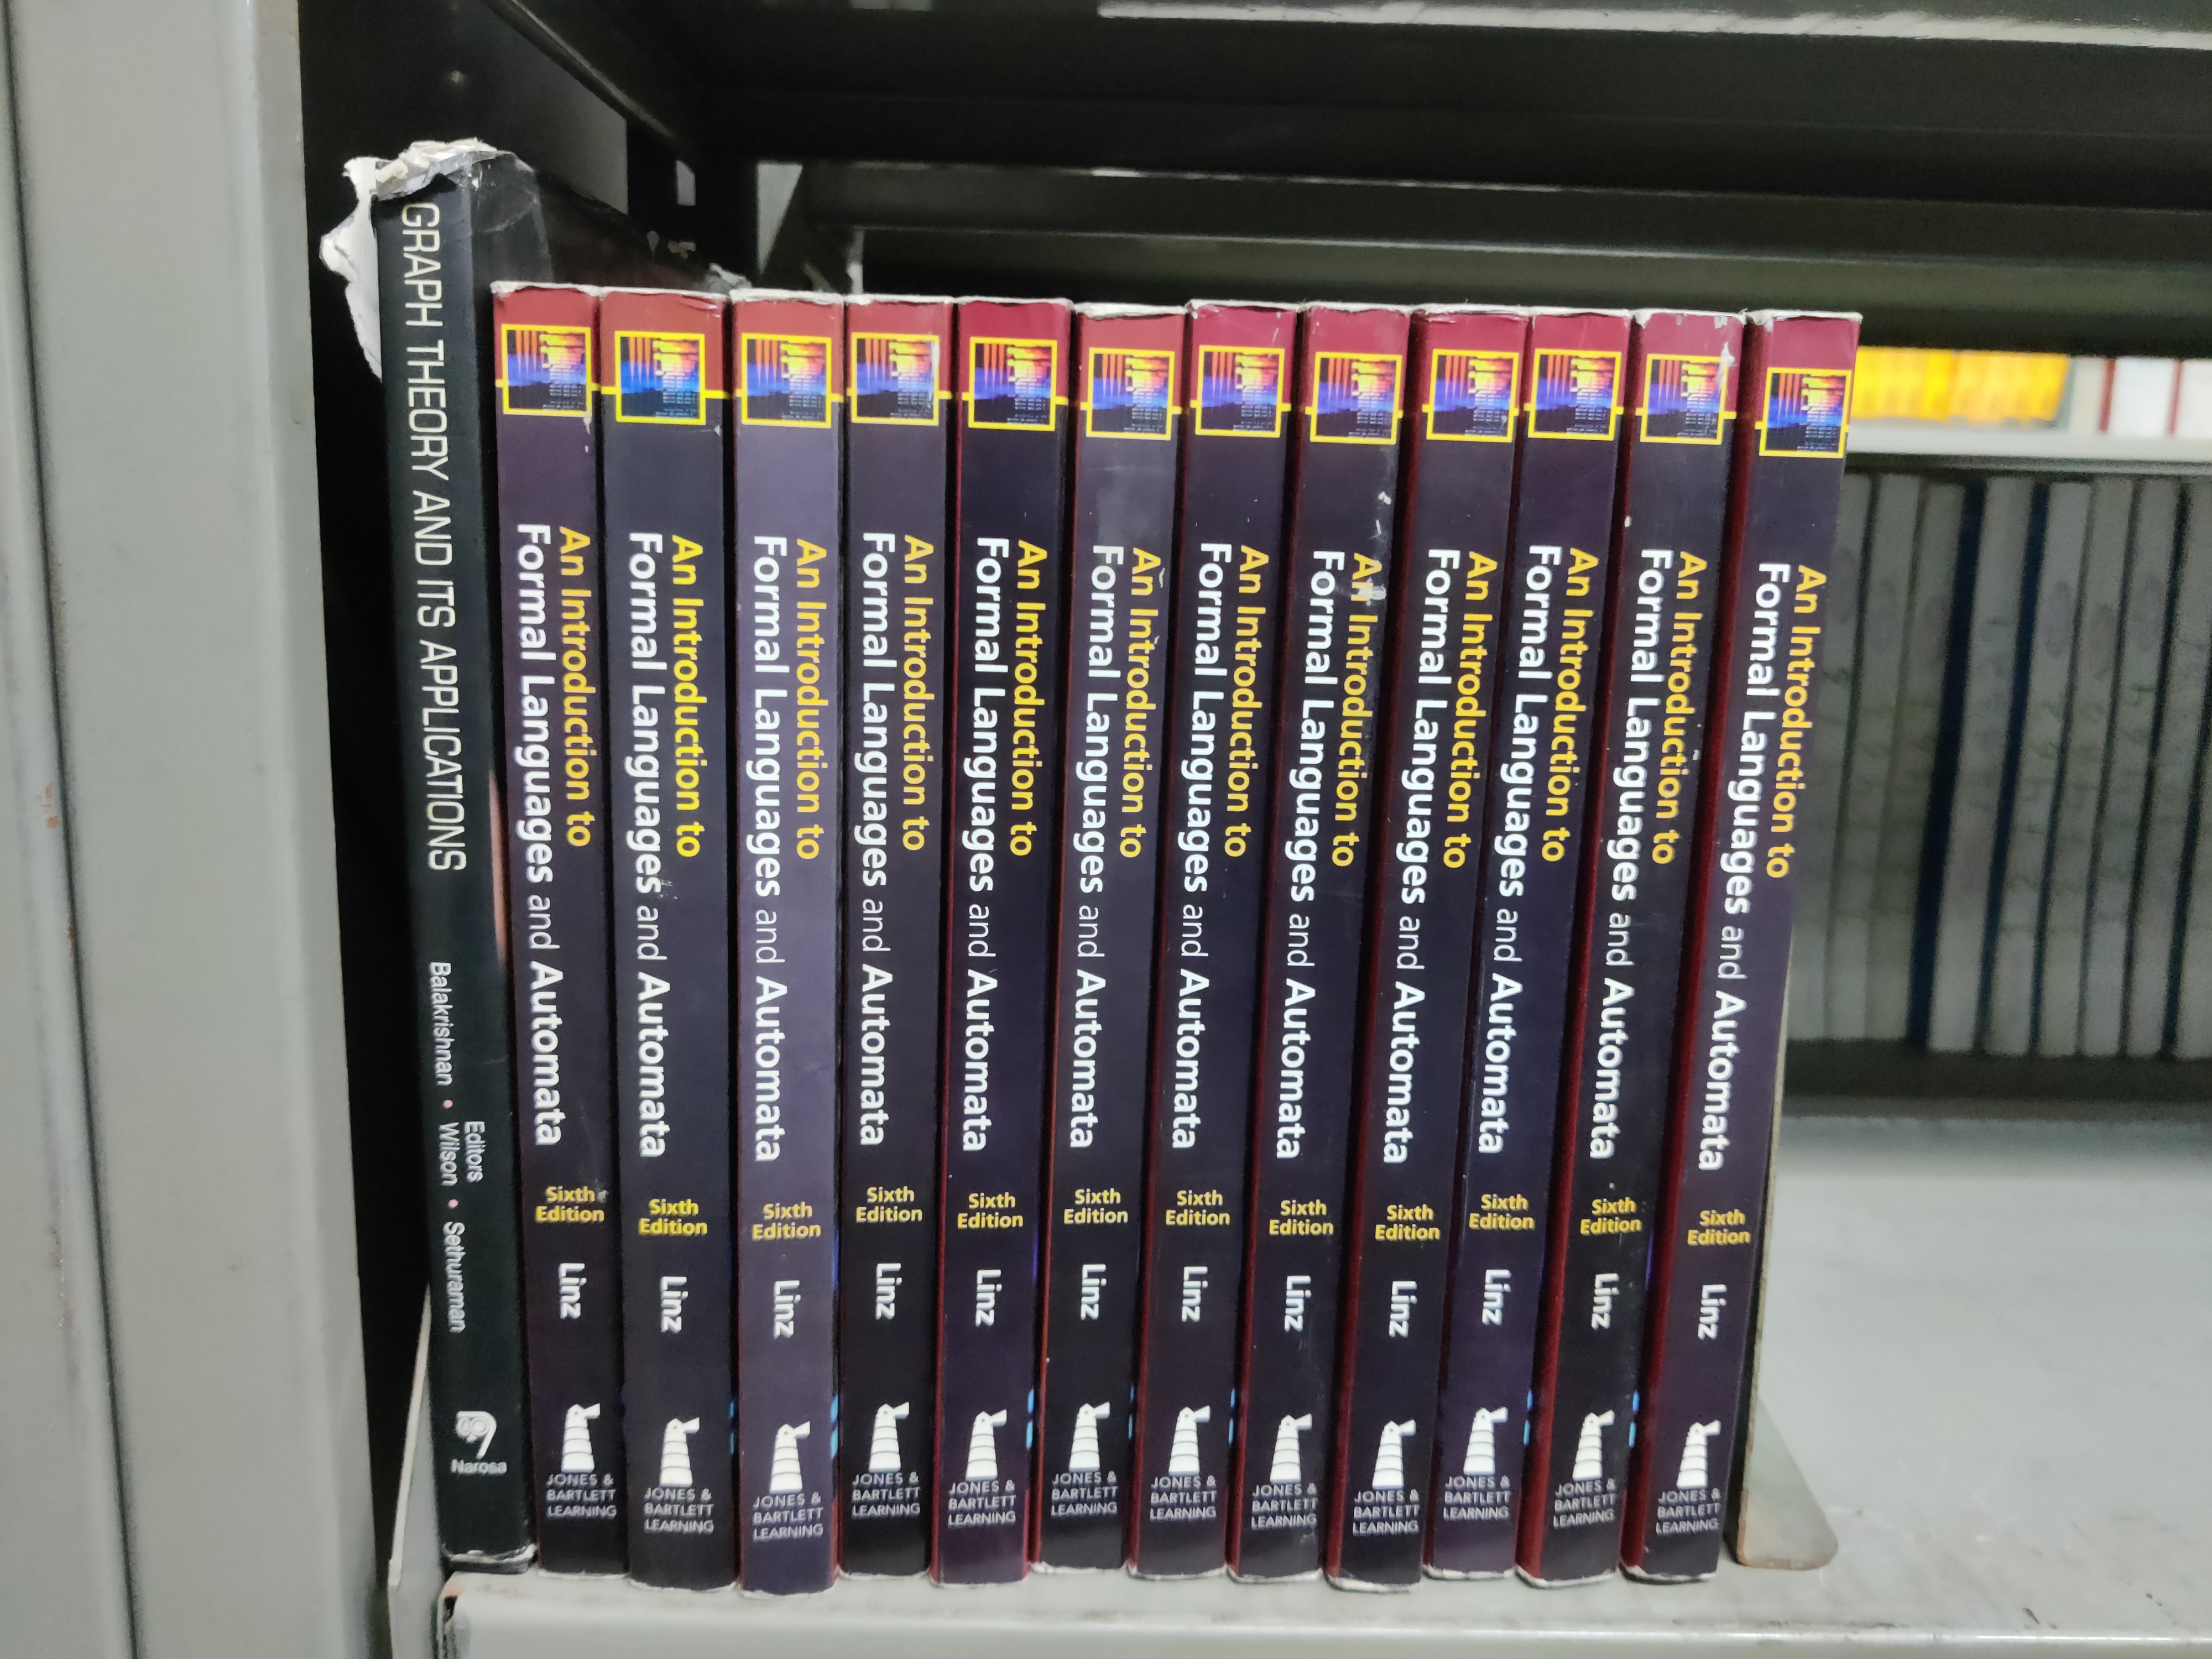 GRAPH THEORY AND ITS APPLICATIONS
Editors
Balakrishnan • Wilson • Sethuraman
Narosa
An Introduction to
Formal Languages and Automata
Sixth
Edition
Linz
JONES &
BARTLETT
LEARNING
An Introduction to
Formal Languages and Automata
Sixth
Edition
Linz
JONES &
BARTLETT
LEARNING
An Introduction to
Formal Languages and Automata
Sixth
Edition
Linz
JONES &
BARTLETT
LEARNING
An Introduction to
Formal Languages and Automata
Sixth
Edition
Linz
JONES &
BARTLETT
LEARNING
An Introduction to
Formal Languages and Automata
Sixth
Edition
Linz
JONES &
BARTLETT
LEARNING
An Introduction to
Formal Languages and Automata
Sixth
Edition
Linz
JONES &
BARTLETT
LEARNING
An Introduction to
Formal Languages and Automata
Sixth
Edition
Linz
JONES &
BARTLETT
LEARNING
An Introduction to
Formal Languages and Automata
Sixth
Edition
Linz
JONES &
BARTLETT
LEARNING
An Introduction to
Formal Languages and Automata
Sixth
Edition
Linz
JONES &
BARTLETT
LEARNING
An Introduction to
Formal Languages and Automata
Sixth
Edition
Linz
JONES &
BARTLETT
LEARNING
An Introduction to
Formal Languages and Automata
Sixth
Edition
Linz
JONES &
BARTLETT
LEARNING
An Introduction to
Formal Languages and Automata
Sixth
Edition
Linz
JONES &
BARTLETT
LEARNING